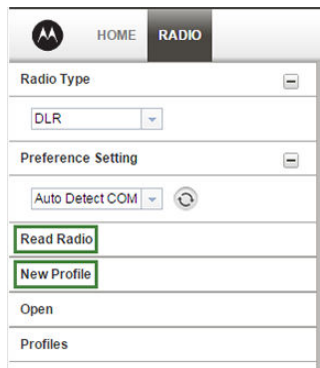 HOME RADIO
Radio Type
DLR
Preference Setting
Auto Detect COM
Read Radio
New Profile
Open
Profiles